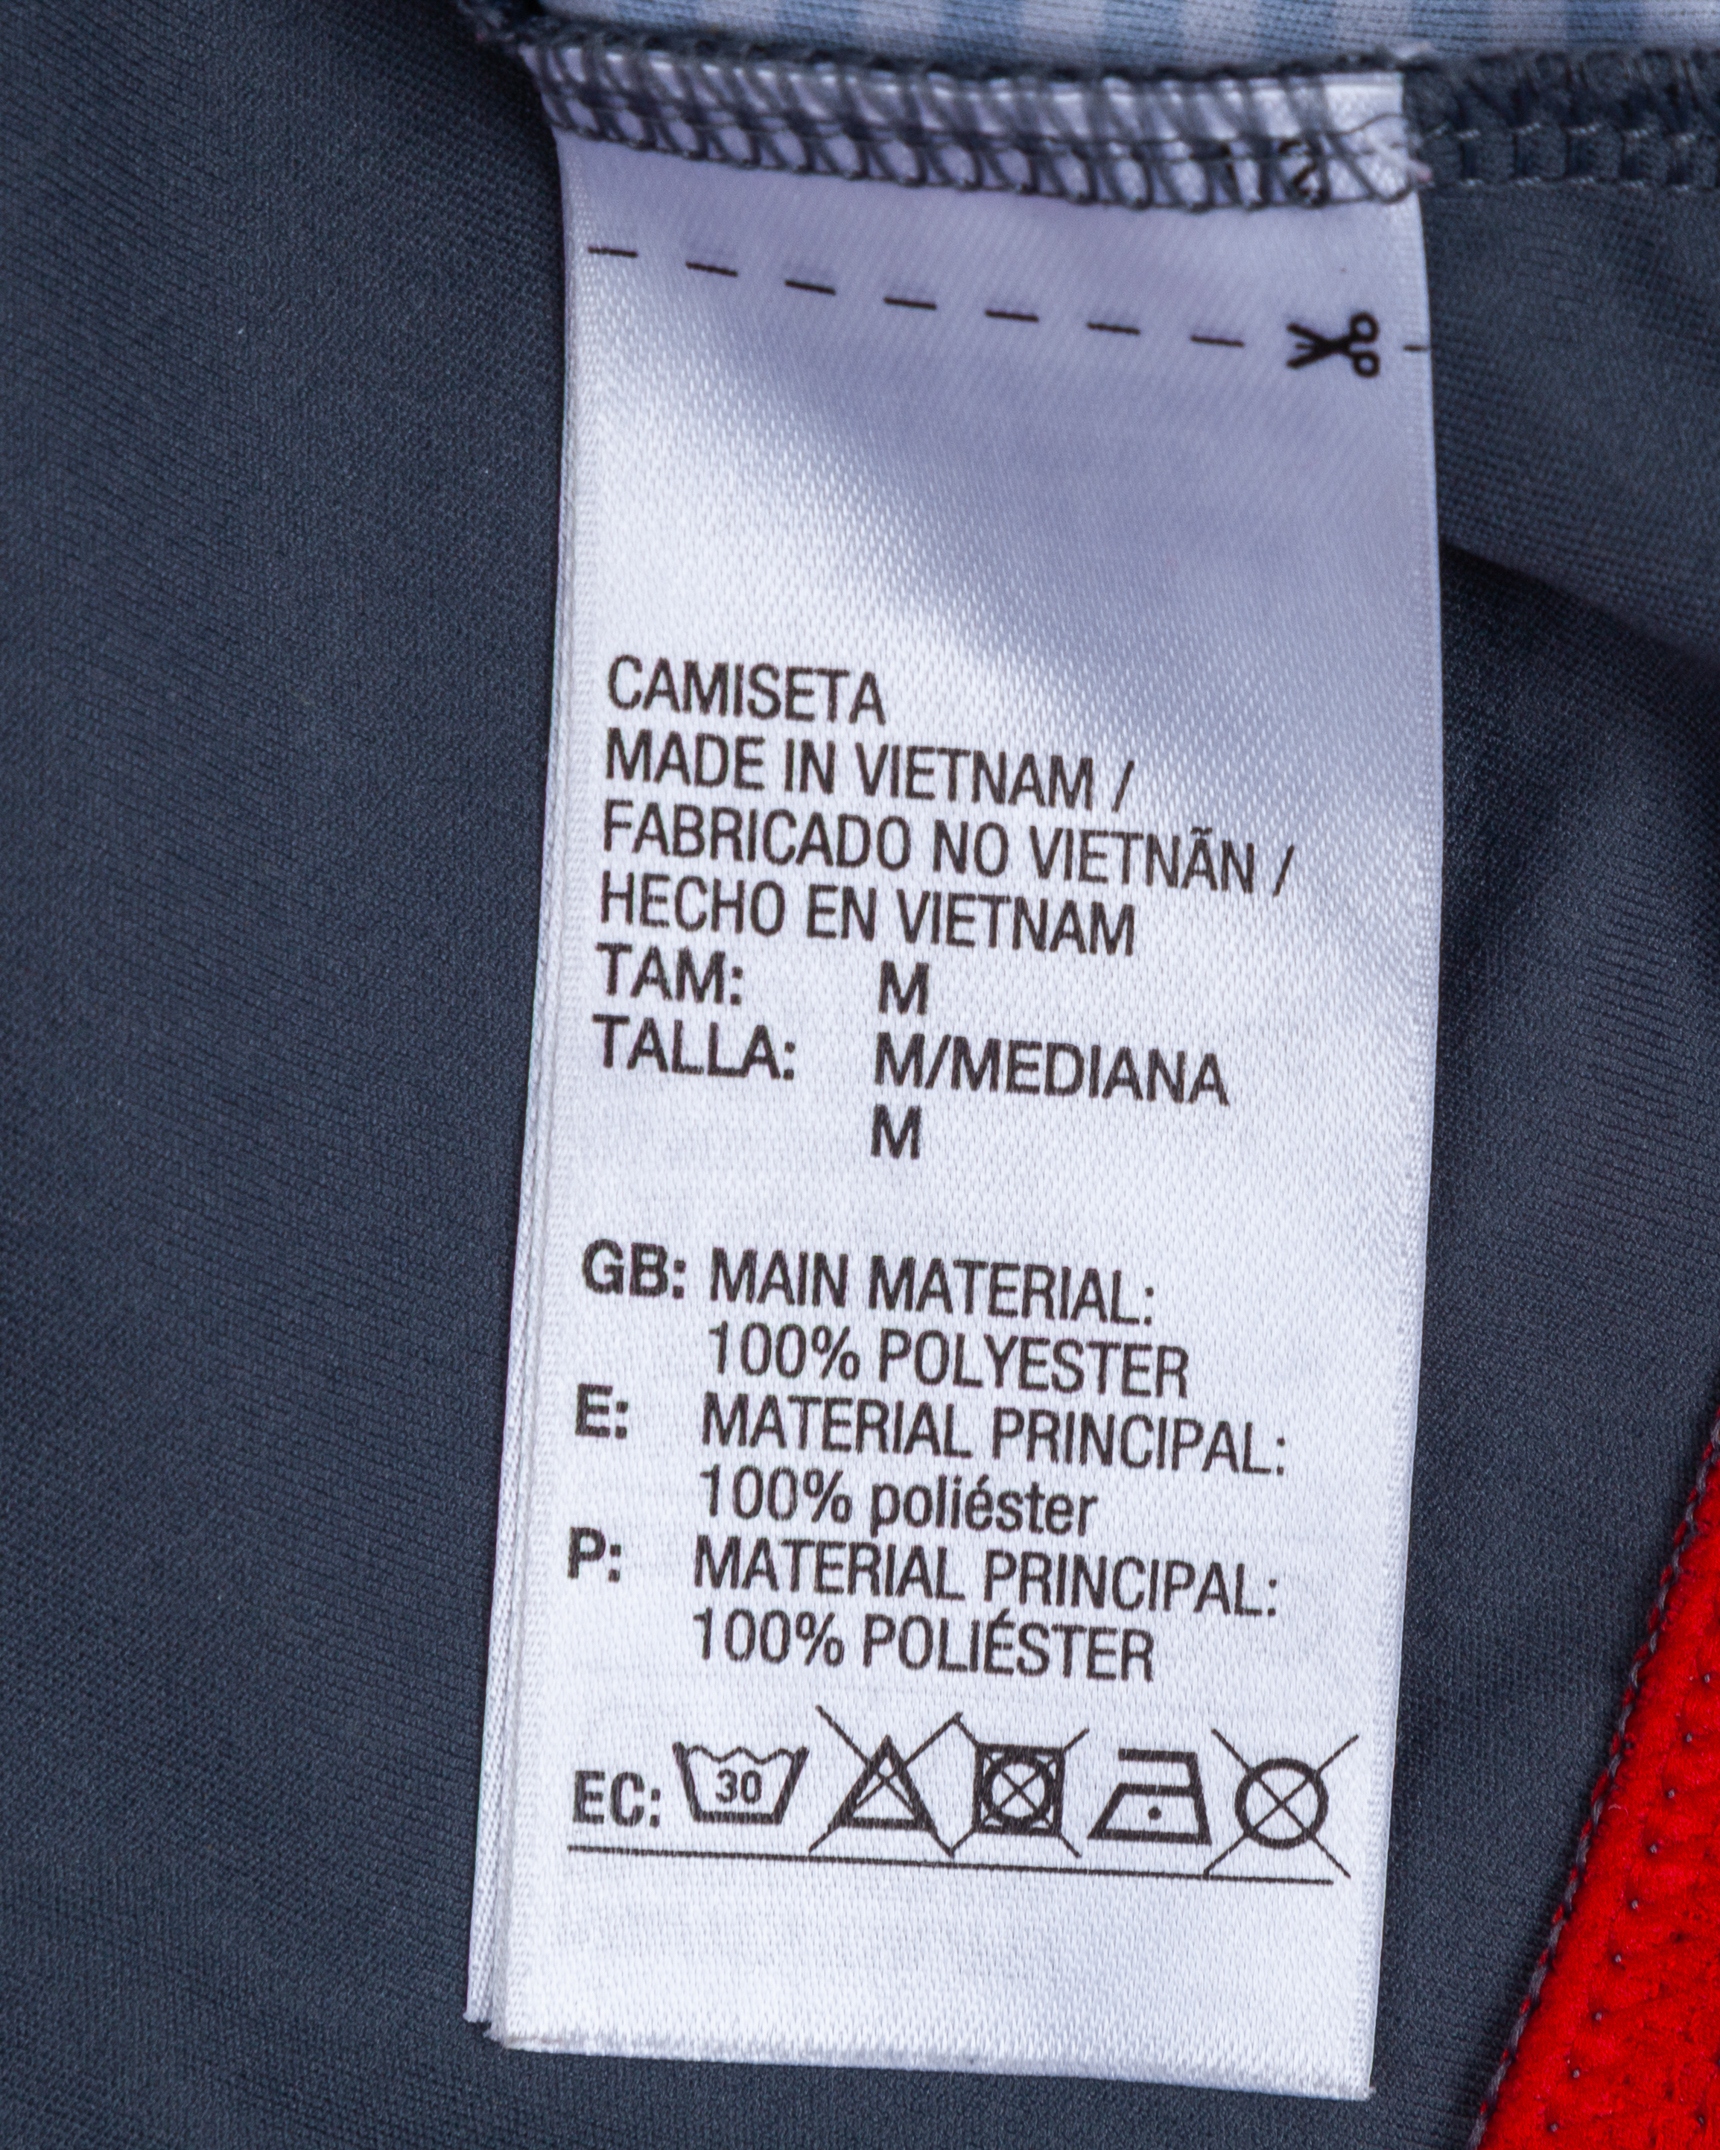 CAMISETA
MADE IN VIETNAM /
FABRICADO NO VIETNÃN /
HECHO EN VIETNAM
TAM: M
TALLA: M/MEDIANA
M
GB: MAIN MATERIAL:
100% POLYESTER
E: MATERIAL PRINCIPAL:
100% poliéster
P: MATERIAL PRINCIPAL:
100% POLIÉSTER
EC: 30